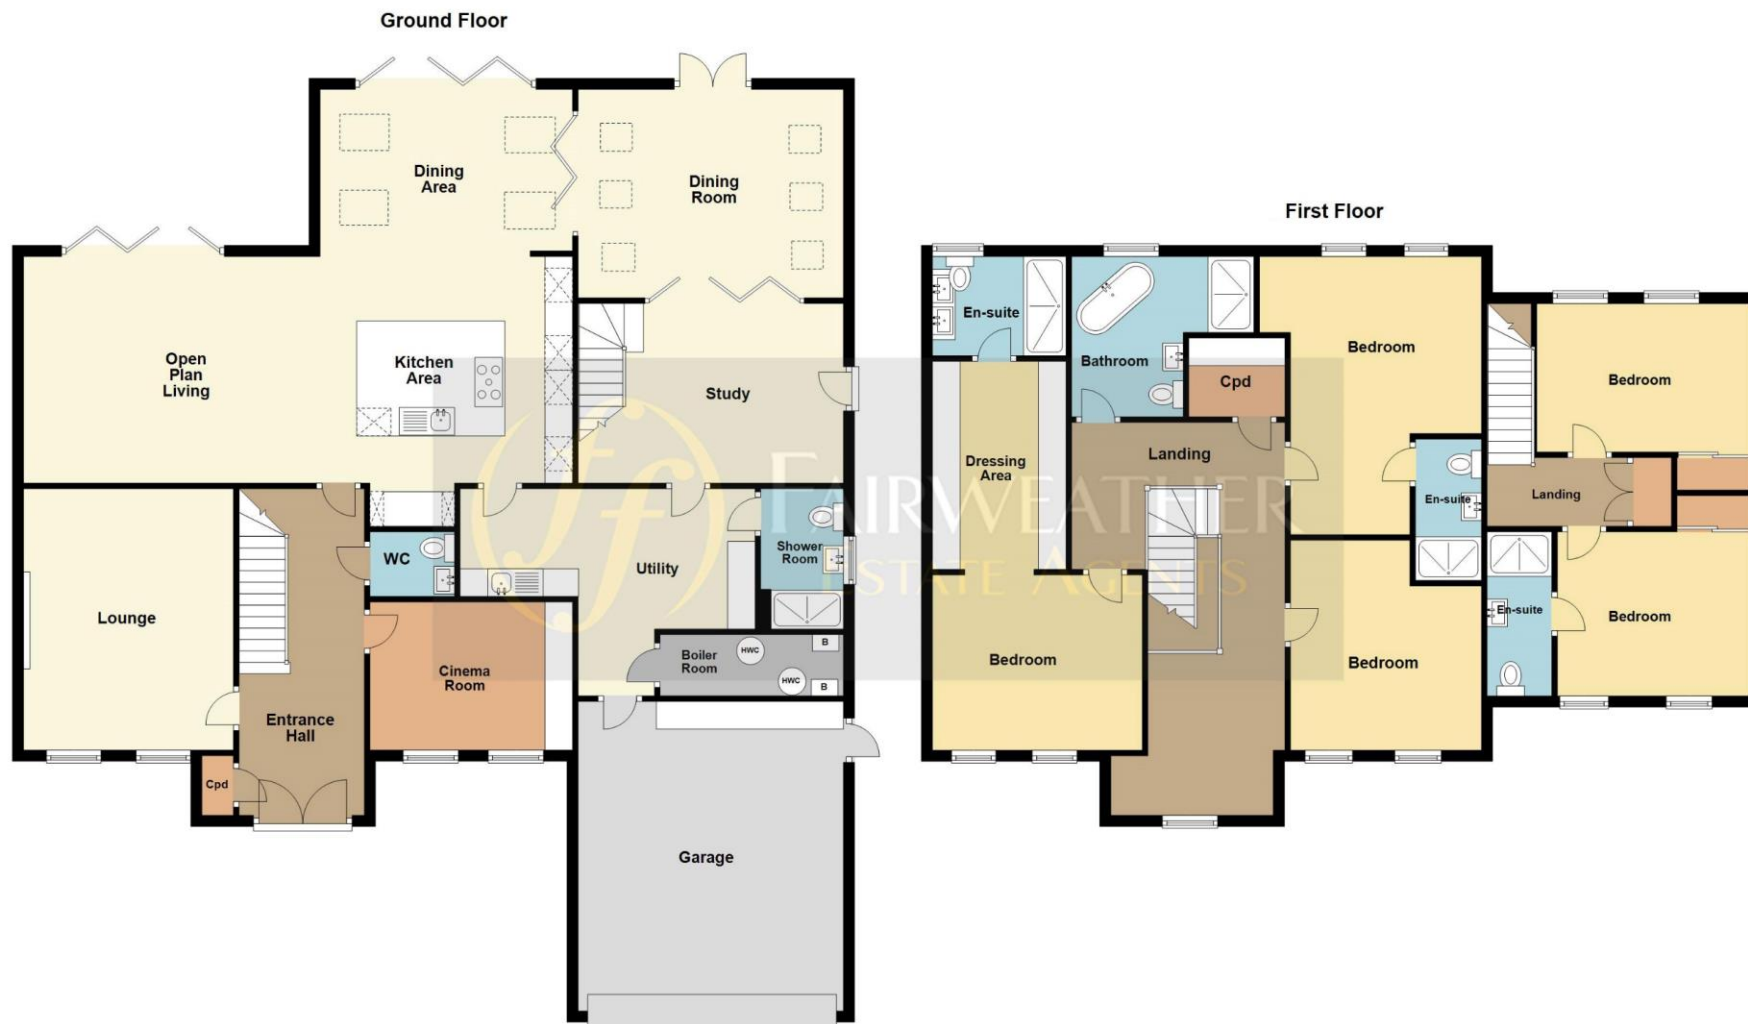 Ground Floor
Dining
Area
Dining
Room
Open
Plan
Living
Kitchen
Area
Study
WC
Shower
Room
Utility
Lounge
Cinema
Room
Boiler
Room
HWC
HWC
B
B
Entrance
Hall
Cpd
Garage
First Floor
En-suite
Bathroom
Cpd
Bedroom
Bedroom
Dressing
Area
Landing
En-suite
Landing
En-suite
Bedroom
Bedroom
Bedroom
ff
FAIRWEATHER
ESTATE AGENTS